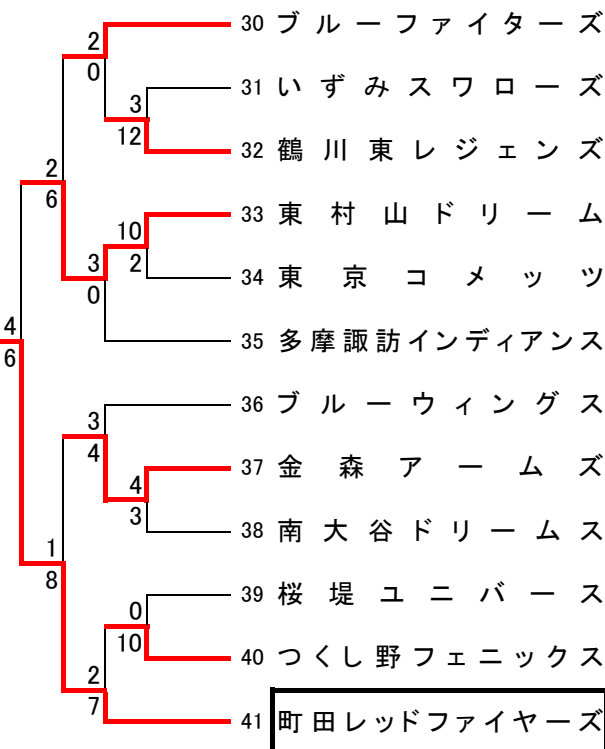 30 ブルーファイターズ
2
0
31 いずみスワローズ
3
12
32 鶴川東レジェンズ
2
6
33 東村山ドリーム
10
2
3
0
34 東京コメッツ
35 多摩諏訪インディアンス
4
6
36 ブルーウィングス
3
4
37 金森アームズ
4
3
38 南大谷ドリームス
1
8
39 桜堤ユニバース
0
10
40 つくし野フェニックス
2
7
41 町田レッドファイヤーズ